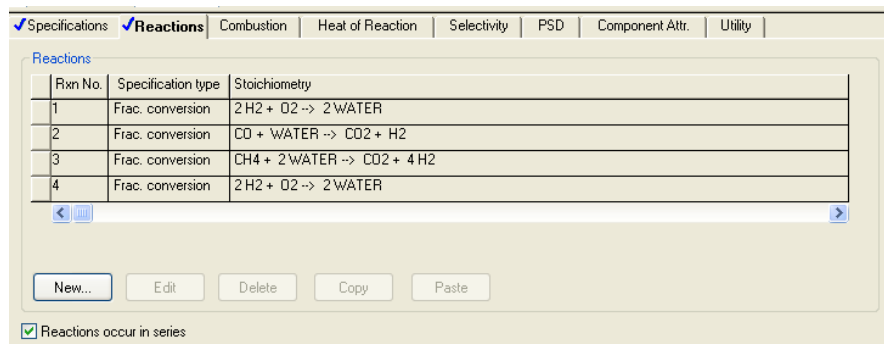 Specifications Reactions Combustion Heat of Reaction Selectivity PSD Component Attr. Utility
Reactions
Rxn No. Specification type Stoichiometry
1 Frac. conversion 2 H2 + O2 --> 2 WATER
2 Frac. conversion CO + WATER --> CO2 + H2
3 Frac. conversion CH4 + 2 WATER --> CO2 + 4 H2
4 Frac. conversion 2 H2 + O2 --> 2 WATER
New... Edit Delete Copy Paste
Reactions occur in series